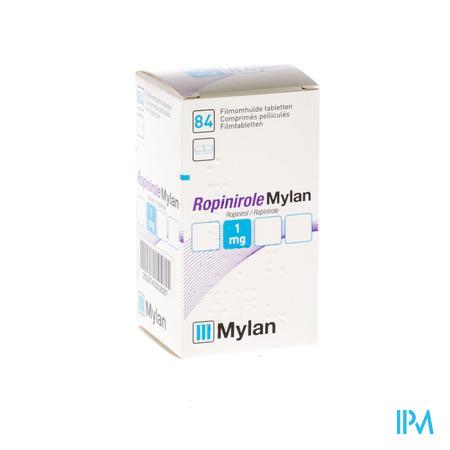 84
Filmomhulde tabletten
Comprimés pelliculés
Filmtabletten
Ropinirole Mylan
Ropinirol / Ropinirole
1
mg
Mylan
IPM